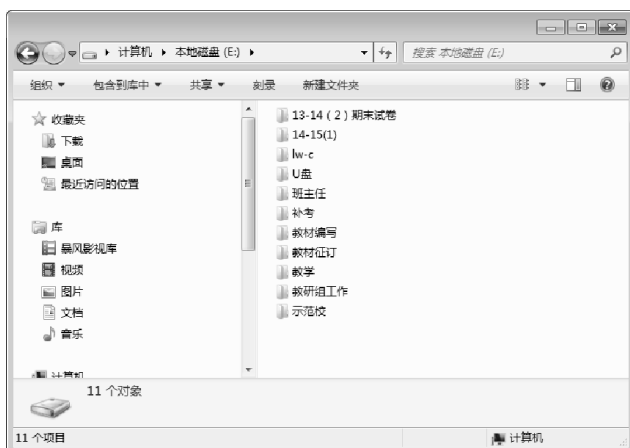 计算机 本地磁盘 (E:)
搜索 本地磁盘 (E:)
组织 包含到库中 共享 刻录 新建文件夹
收藏夹
下载
桌面
最近访问的位置
库
暴风影视库
视频
图片
文档
音乐
计算机
13-14（2）期末试卷
14-15(1)
lw-c
U盘
班主任
补考
教材编写
教材征订
教学
教研组工作
示范校
11 个对象
11 个项目
计算机